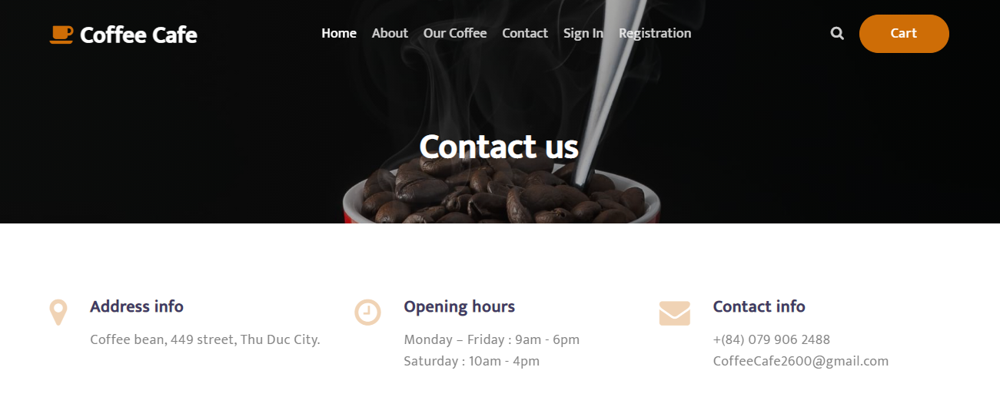 Coffee Cafe
Home About Our Coffee Contact Sign In Registration
Cart
Contact us
Address info
Coffee bean, 449 street, Thu Duc City.
Opening hours
Monday – Friday : 9am - 6pm
Saturday : 10am - 4pm
Contact info
+(84) 079 906 2488
CoffeeCafe2600@gmail.com